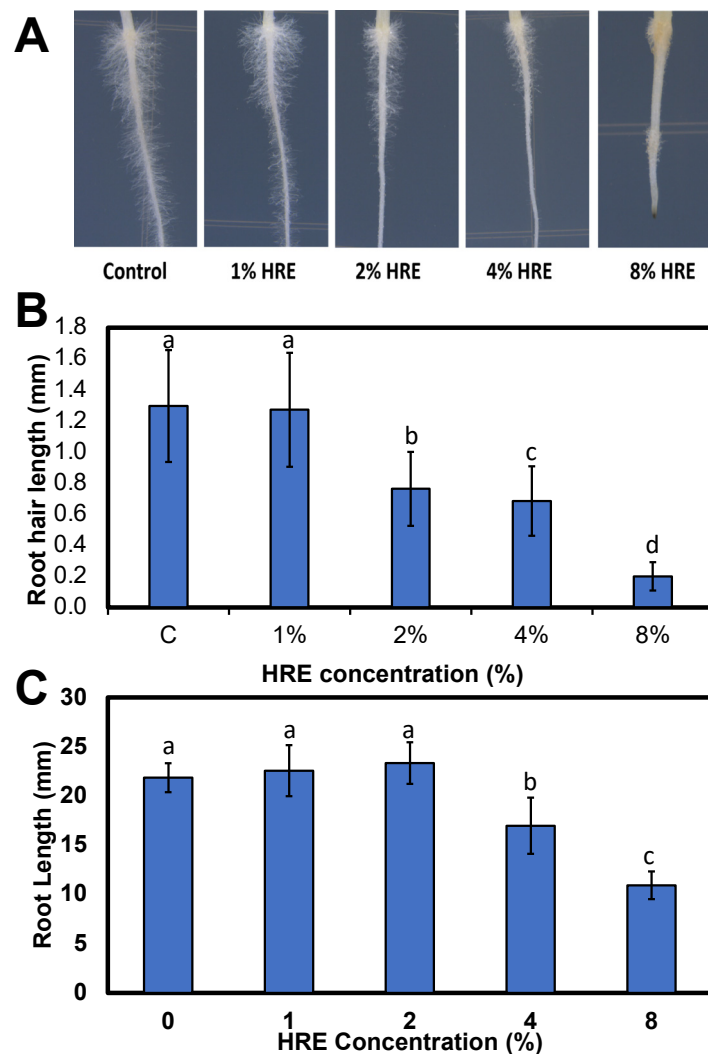 A
Control 1% HRE 2% HRE 4% HRE 8% HRE
B
Root hair length (mm)
1.8
1.6
1.4
1.2
1.0
0.8
0.6
0.4
0.2
0.0
a a b c d
C 1% 2% 4% 8%
HRE concentration (%)
C
Root Length (mm)
30
25
20
15
10
5
0
a a a b c
0 1 2 4 8
HRE Concentration (%)